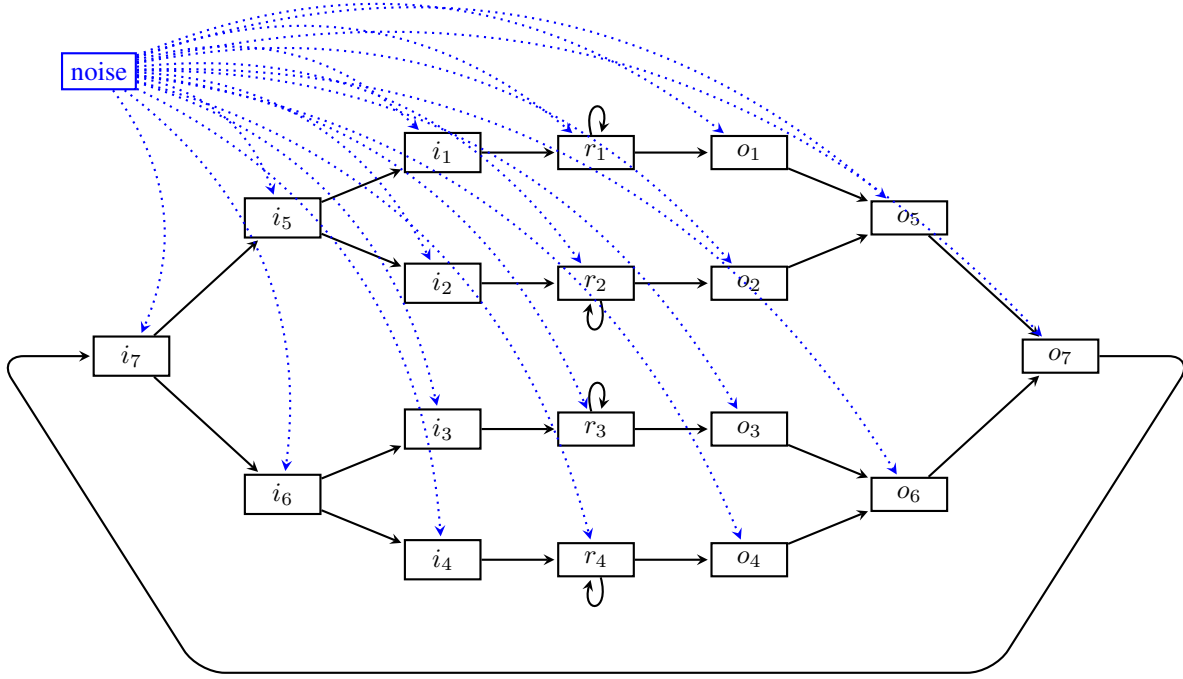 noise
i₁ r₁ o₁
i₅ o₅
i₂ r₂ o₂
i₇ o₇
i₃ r₃ o₃
i₆ o₆
i₄ r₄ o₄